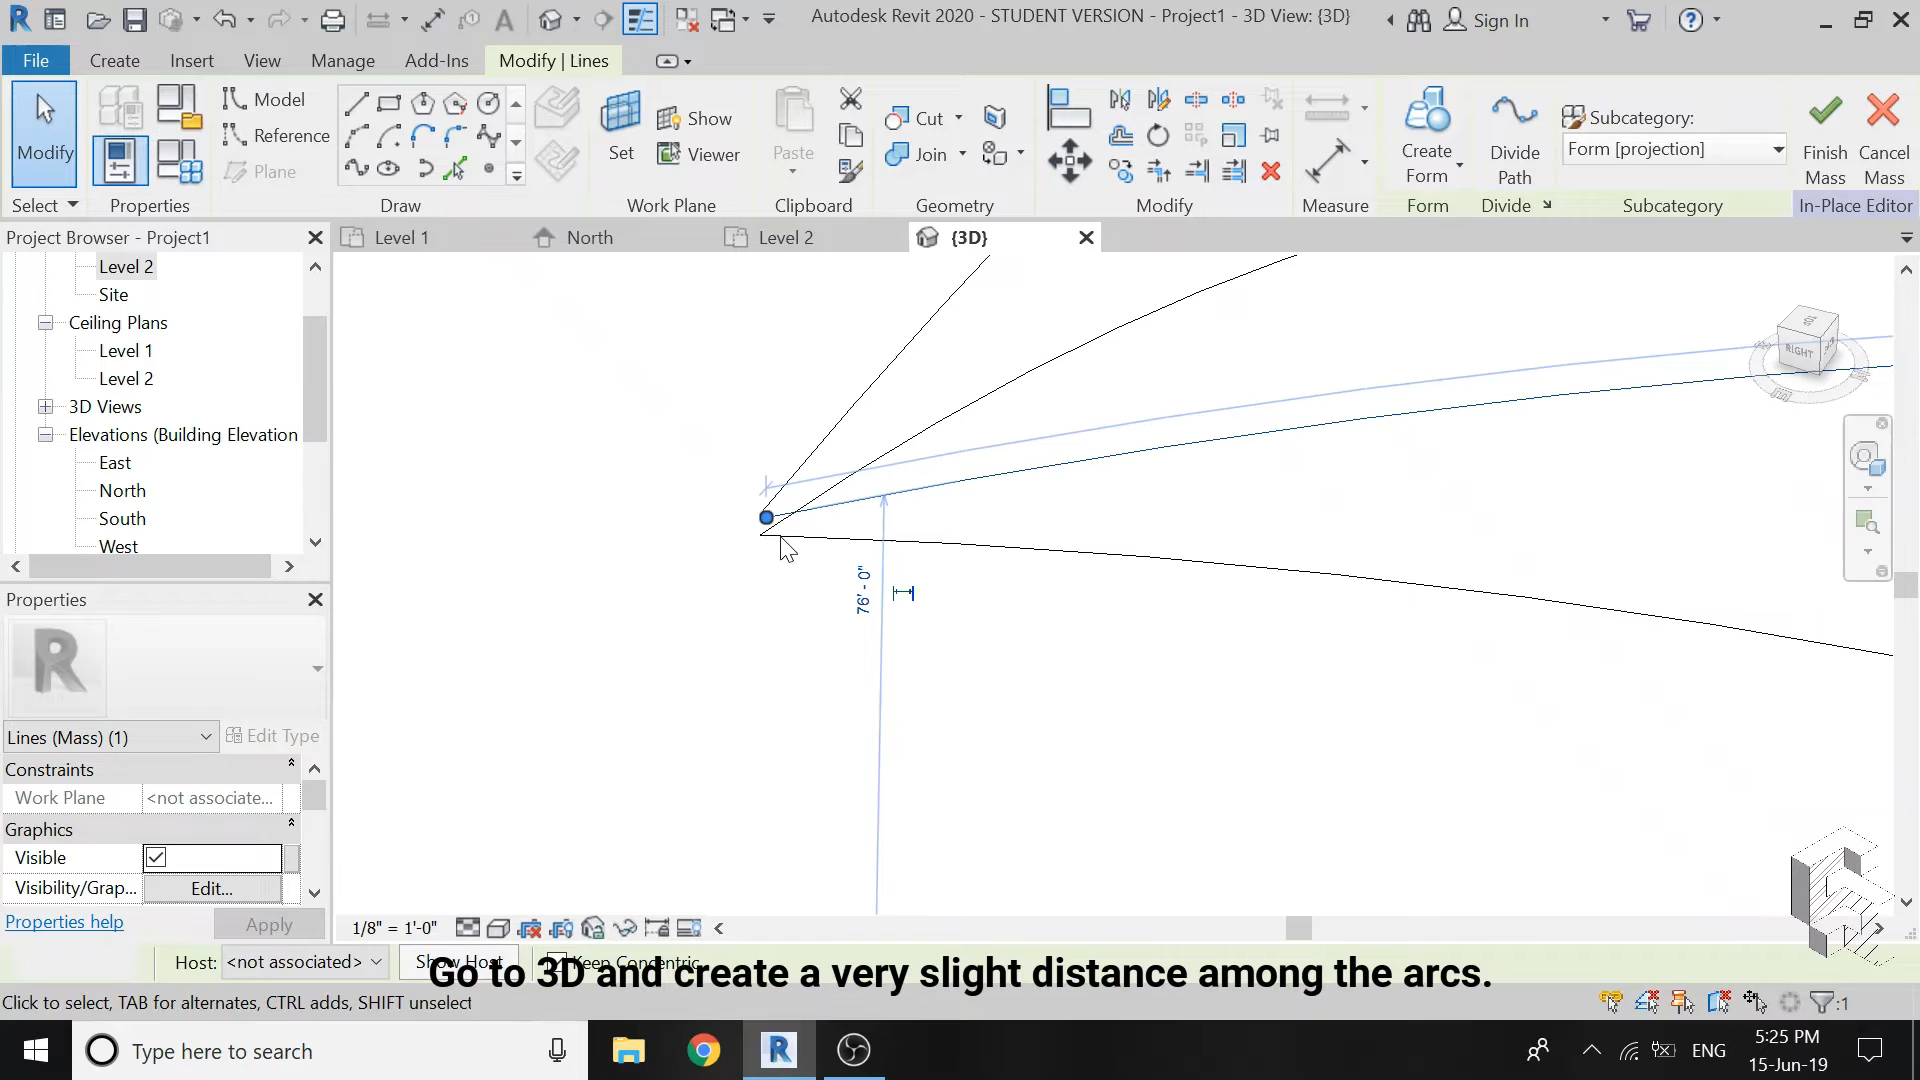 Autodesk Revit 2020 - STUDENT VERSION - Project1 - 3D View: {3D}
Sign In
File
Create
Insert
View
Manage
Add-Ins
Modify | Lines
Modify
Model
Reference
Plane
Set
Show
Viewer
Paste
Cut
Join
Create Form
Divide Path
Subcategory:
Form [projection]
Finish Mass
Cancel Mass
Select
Properties
Draw
Work Plane
Clipboard
Geometry
Modify
Measure
Form
Divide
Subcategory
In-Place Editor
Project Browser - Project1
Level 1
North
Level 2
{3D}
Level 2
Site
Ceiling Plans
Level 1
Level 2
3D Views
Elevations (Building Elevation
East
North
South
West
TOP
RIGHT
76' - 0"
Properties
R
Lines (Mass) (1)
Edit Type
Constraints
Work Plane
<not associate...
Graphics
Visible
Visibility/Grap...
Edit...
Properties help
Apply
1/8" = 1'-0"
Host:
<not associated>
Show Host
Keep Concentric
Go to 3D and create a very slight distance among the arcs.
Click to select, TAB for alternates, CTRL adds, SHIFT unselect
:1
Type here to search
ENG
5:25 PM
15-Jun-19